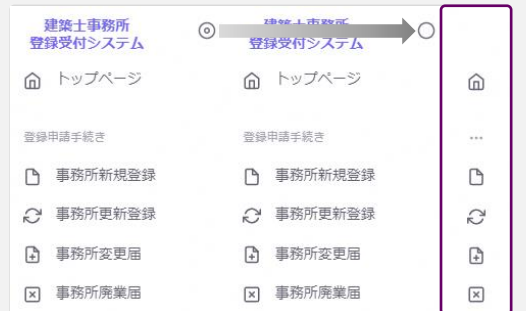 建築士事務所
登録受付システム
トップページ
登録申請手続き
事務所新規登録
事務所更新登録
事務所変更届
事務所廃業届
建築士事務所
登録受付システム
トップページ
登録申請手続き
事務所新規登録
事務所更新登録
事務所変更届
事務所廃業届
...